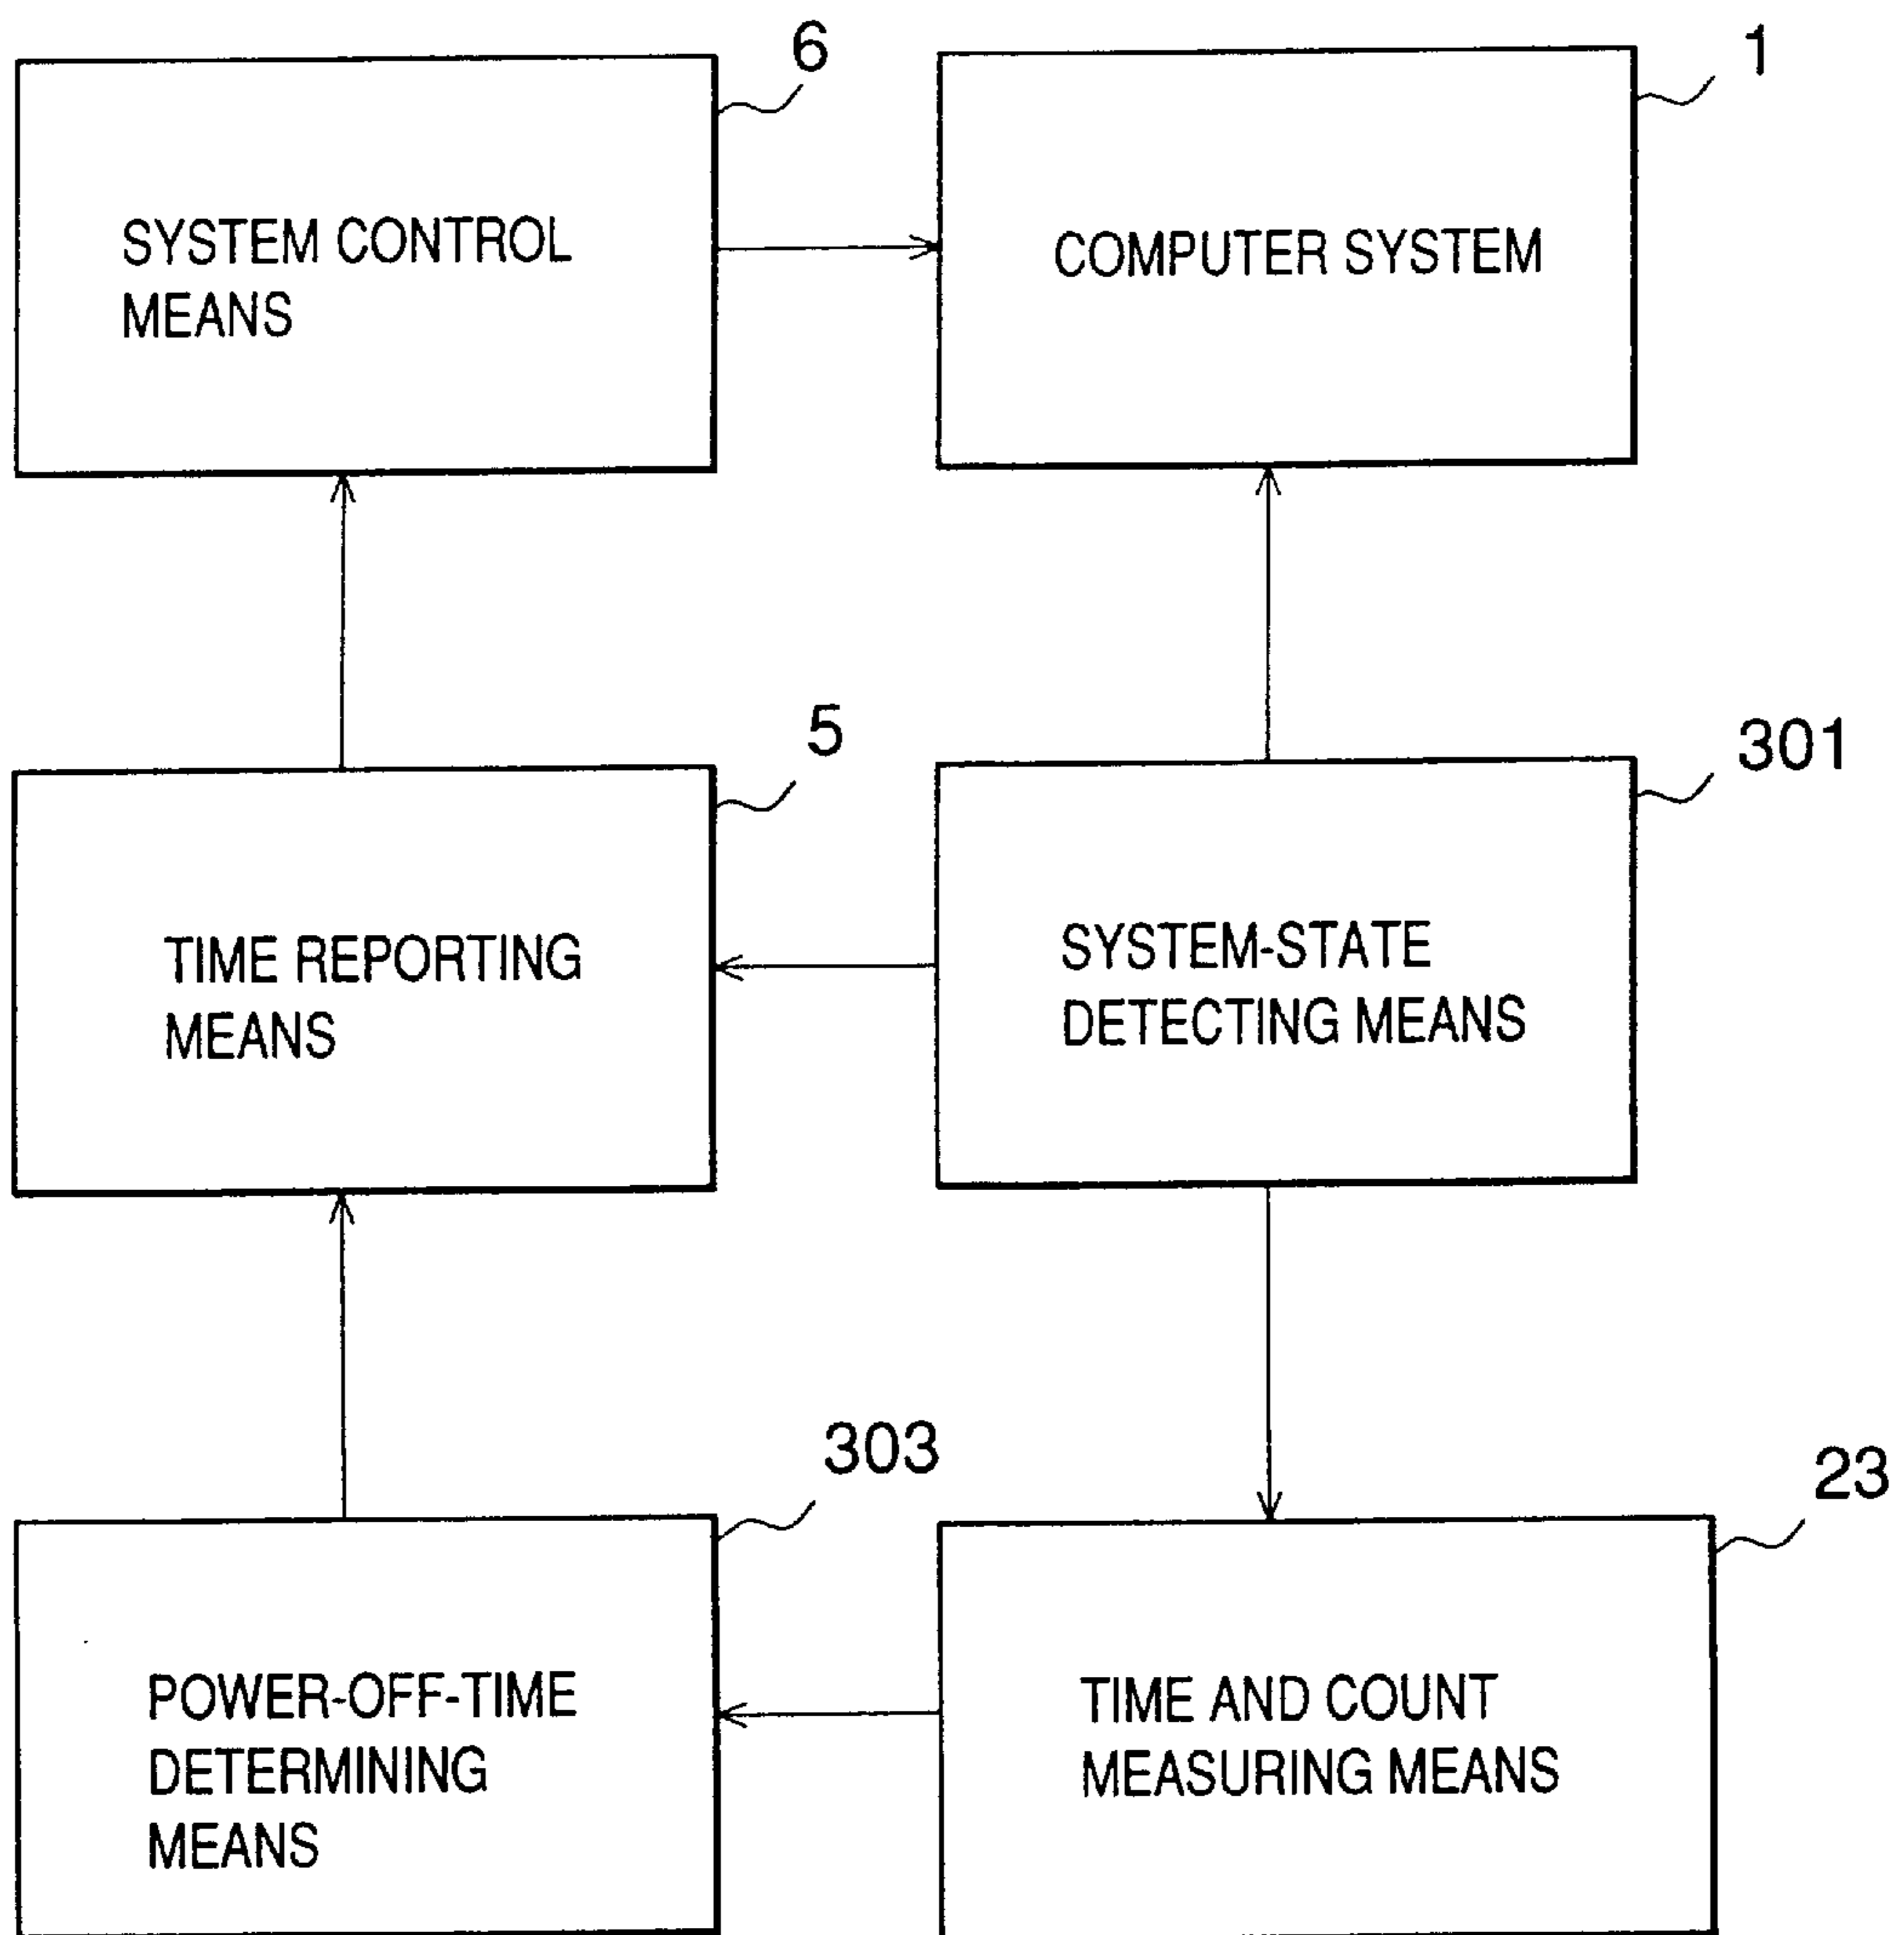 6
1
SYSTEM CONTROL
MEANS
COMPUTER SYSTEM
5
301
TIME REPORTING
MEANS
SYSTEM-STATE
DETECTING MEANS
303
23
POWER-OFF-TIME
DETERMINING
MEANS
TIME AND COUNT
MEASURING MEANS